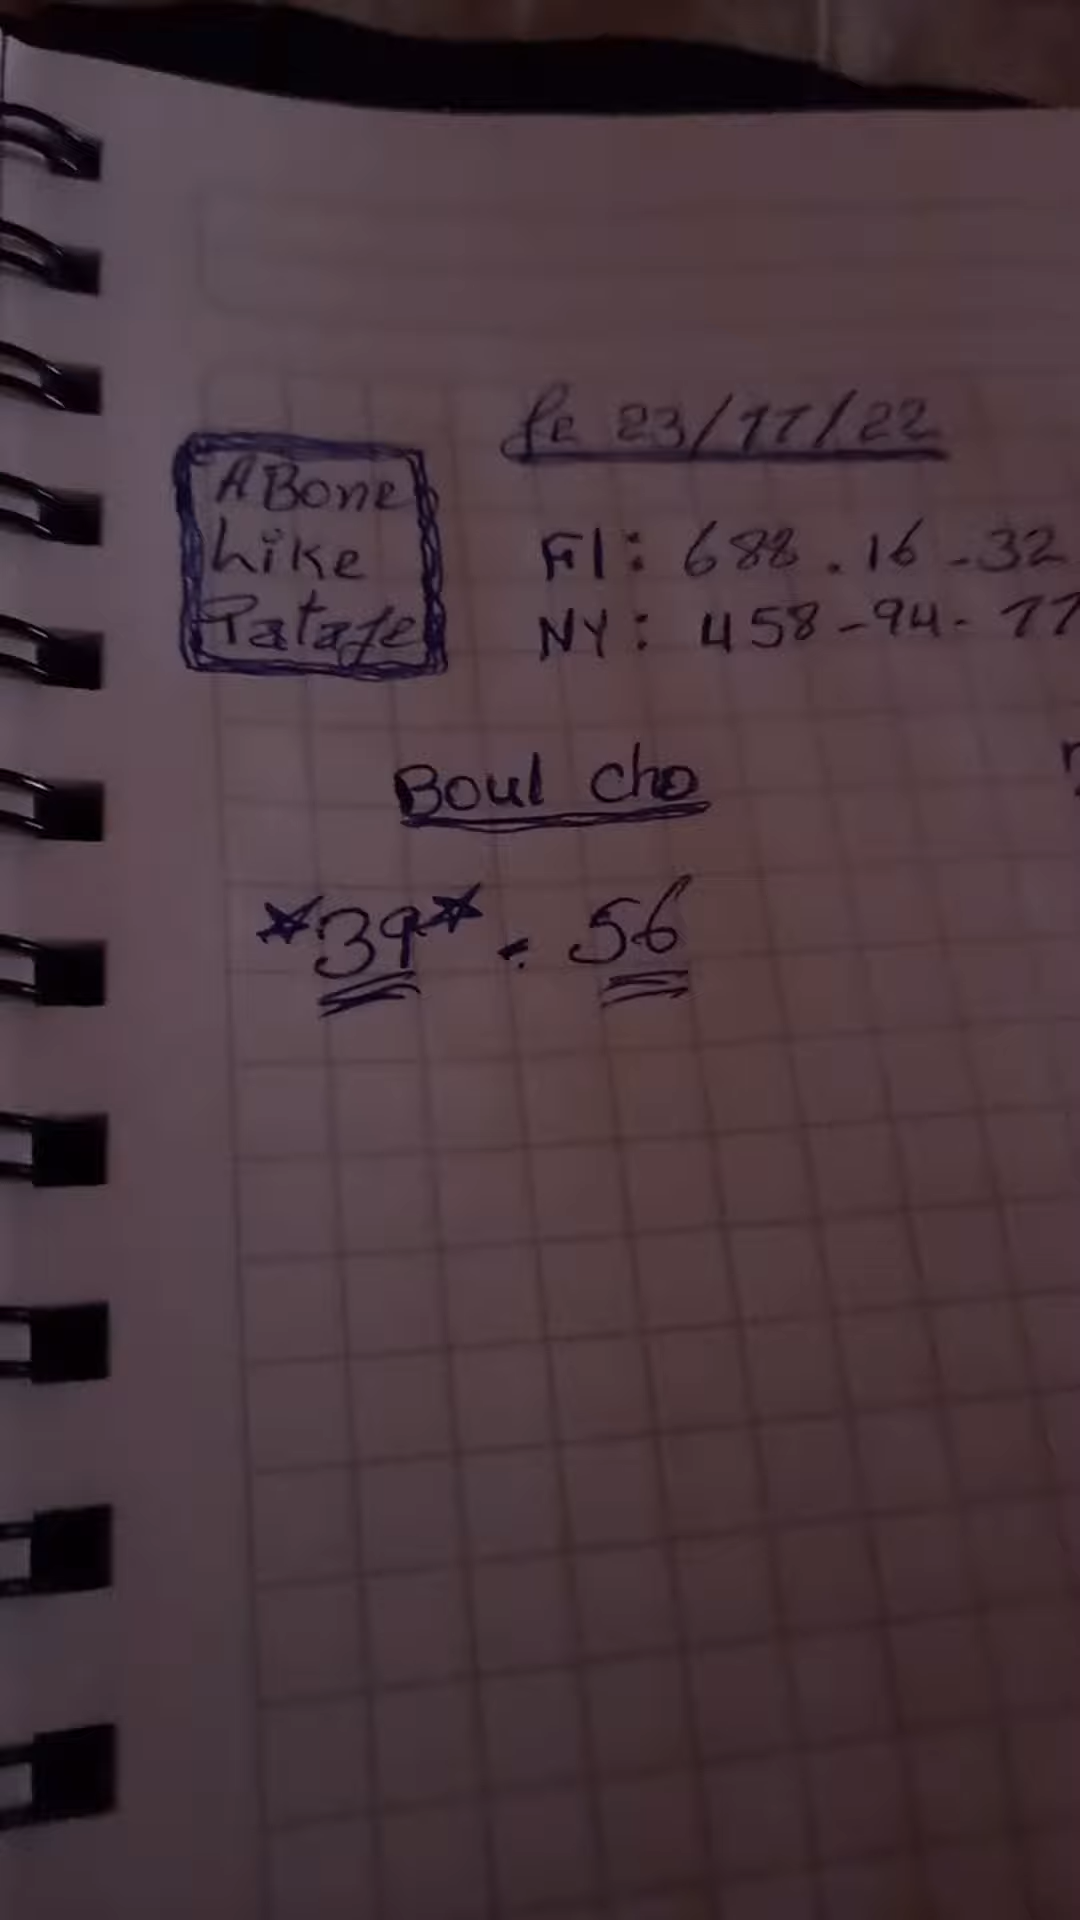 le 23/11/22
ABone
Like
Pataje
Fl: 688.16-32
NY: 458-94-77
Boul cho
*39* . 56